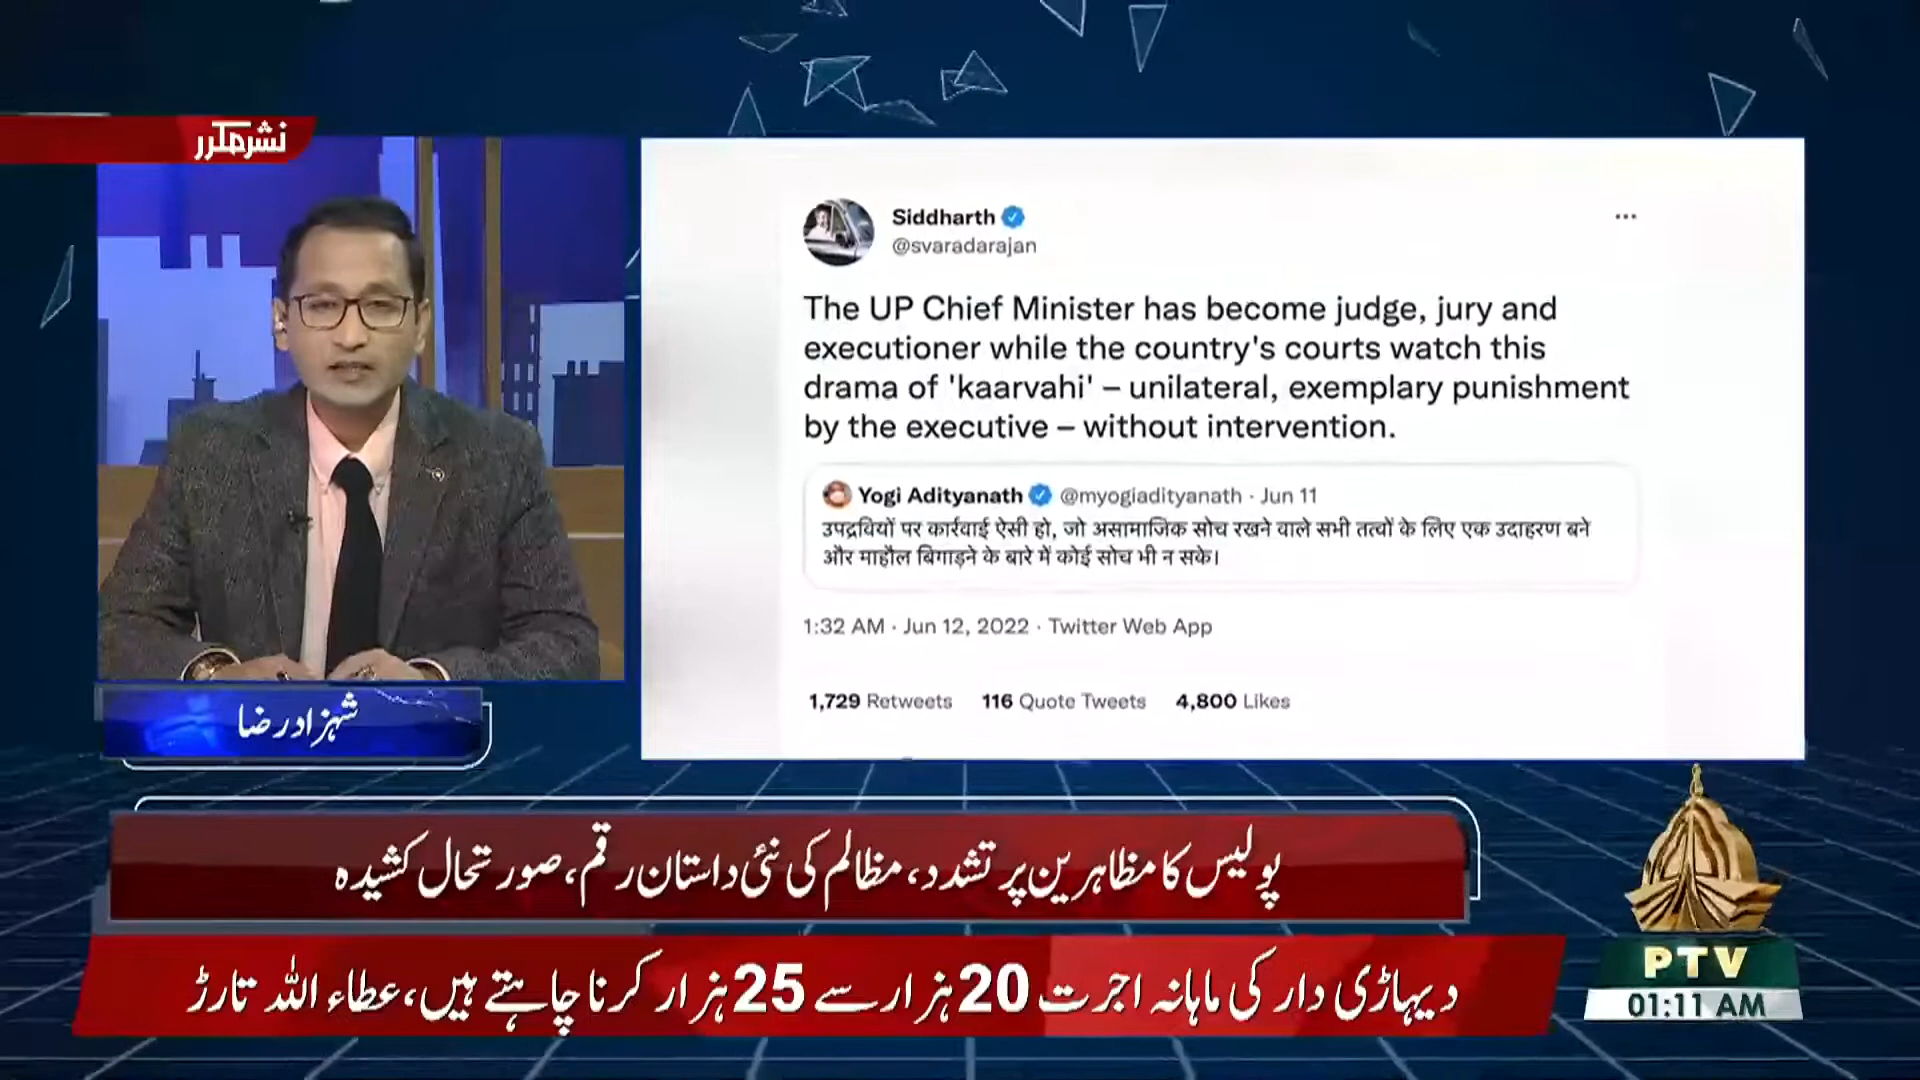 نشر مکرر
Siddharth
@svaradarajan
The UP Chief Minister has become judge, jury and
executioner while the country's courts watch this
drama of 'kaarvahi' – unilateral, exemplary punishment
by the executive – without intervention.
Yogi Adityanath @myogiadityanath · Jun 11
उपद्रवियों पर कार्रवाई ऐसी हो, जो असामाजिक सोच रखने वाले सभी तत्वों के लिए एक उदाहरण बने
और माहौल बिगाड़ने के बारे में कोई सोच भी न सके।
1:32 AM · Jun 12, 2022 · Twitter Web App
1,729 Retweets 116 Quote Tweets 4,800 Likes
شہزاد رضا
پولیس کا مظاہرین پر تشدد، مظالم کی نئی داستان رقم، صورتحال کشیدہ
دیہاڑی دار کی ماہانہ اجرت 20 ہزار سے 25 ہزار کرنا چاہتے ہیں، عطاء اللہ تارڑ
PTV
01:11 AM